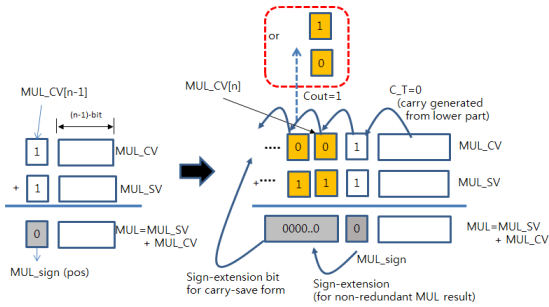 or
1
0
MUL_CV[n-1]
(n-1)-bit
MUL_CV[n]
Cout=1
C_T=0
(carry generated
from lower part)
1
MUL_CV
.... 0 0 1
MUL_CV
+ 1
MUL_SV
+.... 1 1 1
MUL_SV
0
MUL=MUL_SV
+ MUL_CV
0000..0 0
MUL=MUL_SV
+ MUL_CV
MUL_sign (pos)
MUL_sign
Sign-extension bit
for carry-save form
Sign-extension
(for non-redundant MUL result)